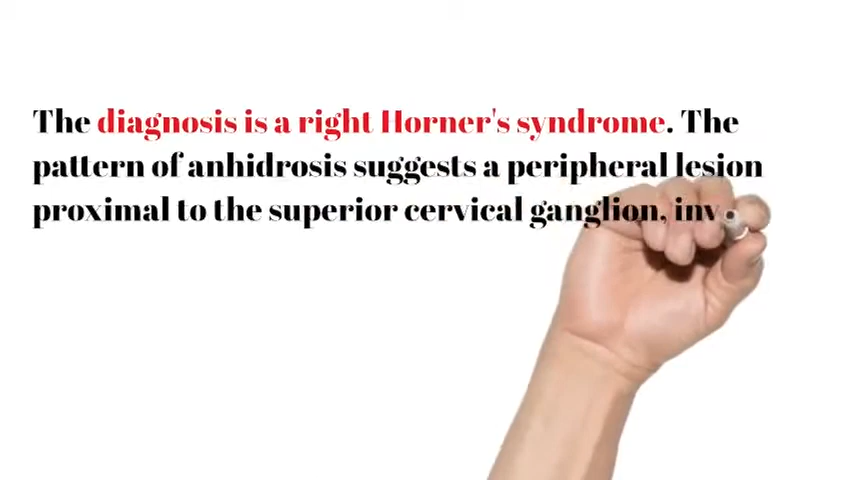 The diagnosis is a right Horner's syndrome. The
pattern of anhidrosis suggests a peripheral lesion
proximal to the superior cervical ganglion, inv